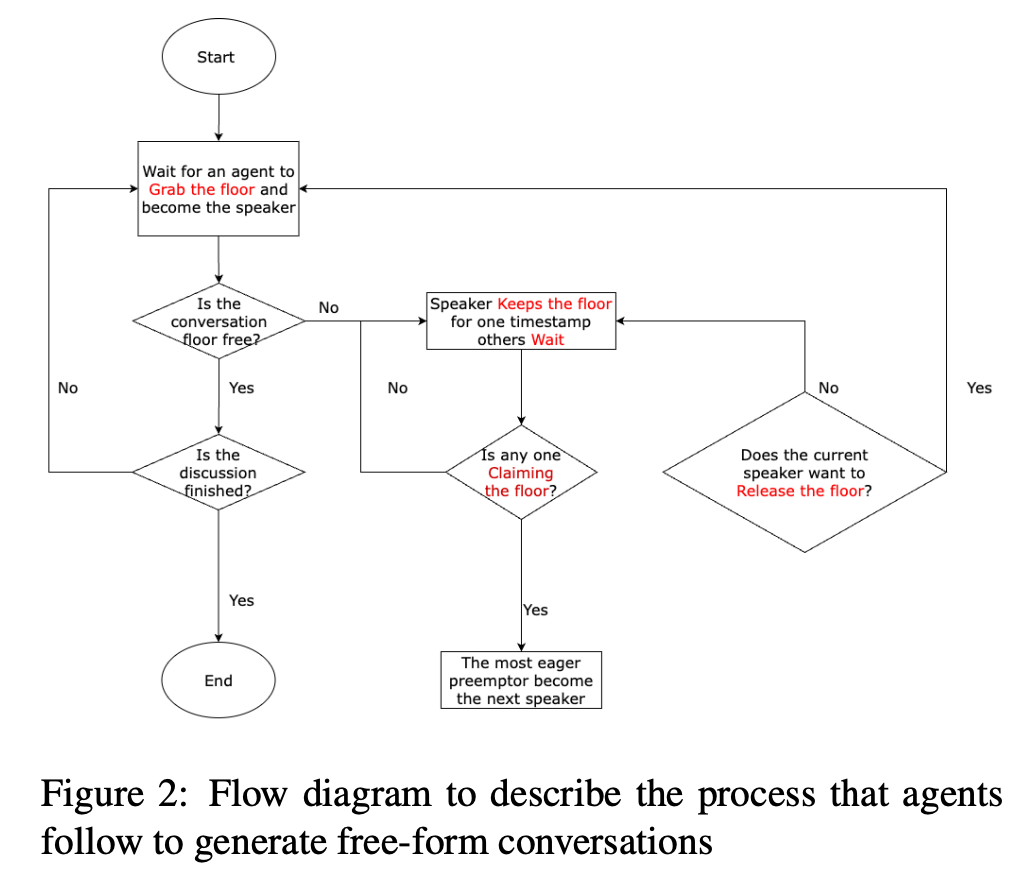 Start
Wait for an agent to
Grab the floor and
become the speaker
Is the
conversation
floor free?
No
Speaker Keeps the floor
for one timestamp
others Wait
No
Yes
No
No
Yes
Is the
discussion
finished?
Is any one
Claiming
the floor?
Does the current
speaker want to
Release the floor?
Yes
Yes
End
The most eager
preemptor become
the next speaker
Figure 2: Flow diagram to describe the process that agents
follow to generate free-form conversations